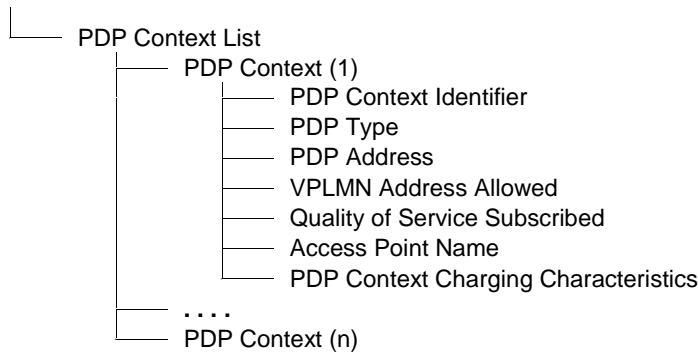 PDP Context List
PDP Context (1)
PDP Context Identifier
PDP Type
PDP Address
VPLMN Address Allowed
Quality of Service Subscribed
Access Point Name
PDP Context Charging Characteristics
. . . .
PDP Context (n)